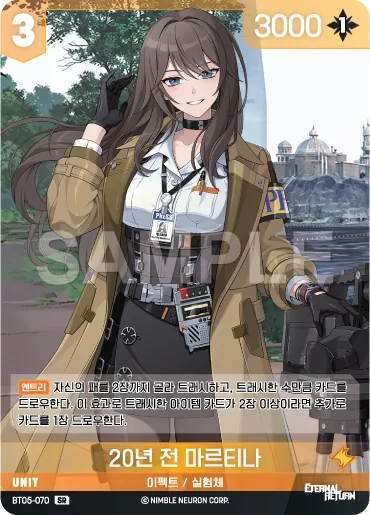 3
3000 1
PRESS
P
SAMPLE
엔트리 자신의 패를 2장까지 골라 트래시하고, 트래시한 수만큼 카드를
드로우한다. 이 효과로 트래시한 아이템 카드가 2장 이상이라면 추가로
카드를 1장 드로우한다.
20년 전 마르티나
UNIT
이펙트 / 실험체
BT05-070 SR
© NIMBLE NEURON CORP.
ETERNAL
RETURN